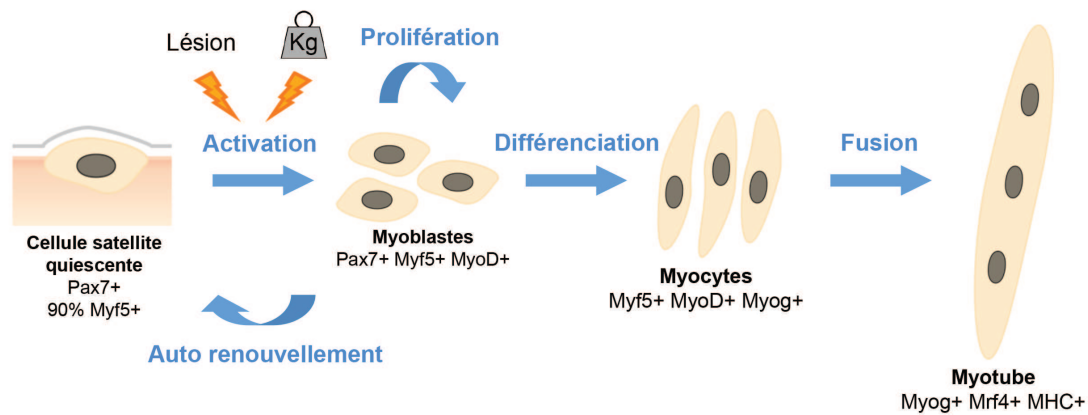 Lésion
Kg
Prolifération
Activation
Différenciation
Fusion
Cellule satellite
quiescente
Pax7+
90% Myf5+
Myoblastes
Pax7+ Myf5+ MyoD+
Myocytes
Myf5+ MyoD+ Myog+
Auto renouvellement
Myotube
Myog+ Mrf4+ MHC+